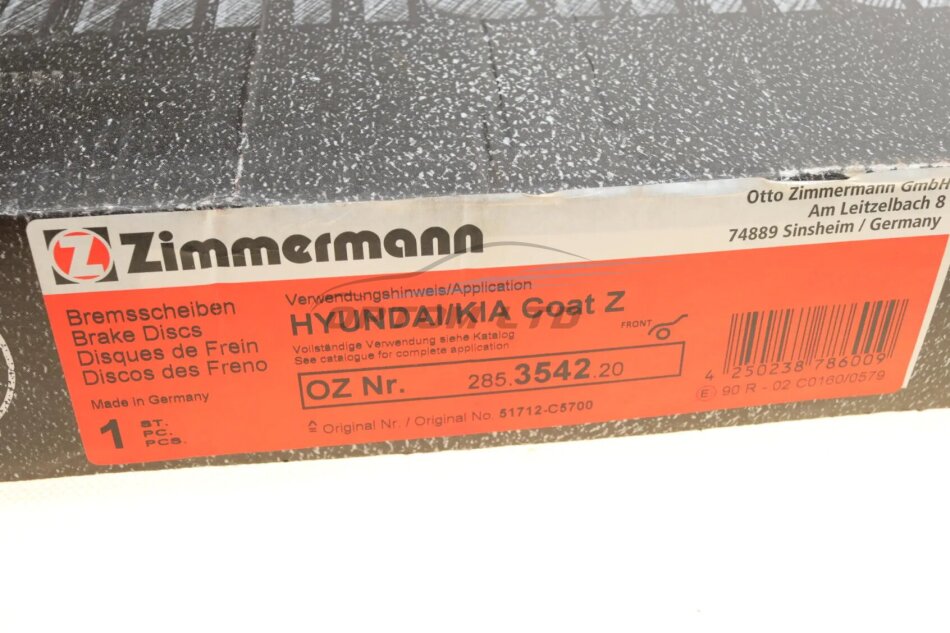 Otto Zimmermann GmbH
Am Leitzelbach 8
74889 Sinsheim / Germany
Z Zimmermann
Bremsscheiben
Brake Discs
Disques de Frein
Discos des Freno
Made in Germany
1 ST.
PC.
PCS.
Verwendungshinweis/Application
HYUNDAI/KIA Coat Z
Vollständige Verwendung siehe Katalog
See catalogue for complete application
FRONT
OZ Nr. 285.3542.20
≙ Original Nr. / Original No. 51712-C5700
4 250238 786009
E 90 R - 02 C0160/0579